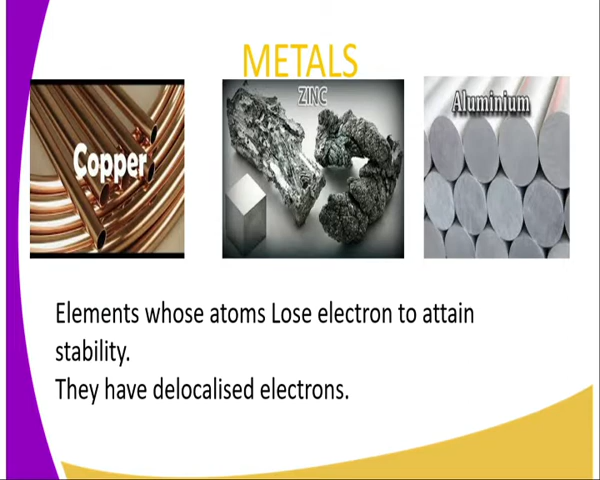 METALS
Copper
ZINC
Aluminium
Elements whose atoms Lose electron to attain
stability.
They have delocalised electrons.